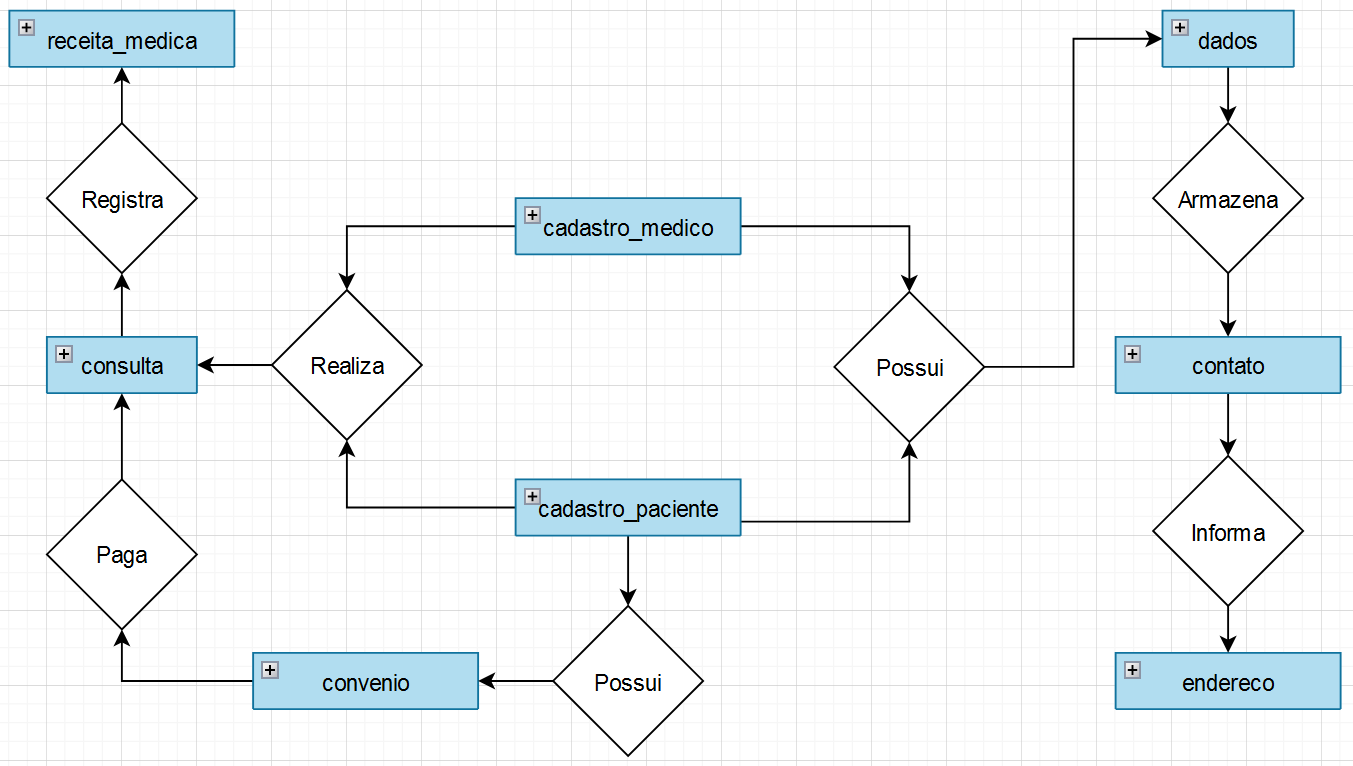 receita_medica
dados
Registra
Armazena
cadastro_medico
consulta
Realiza
Possui
contato
cadastro_paciente
Paga
Informa
convenio
Possui
endereco